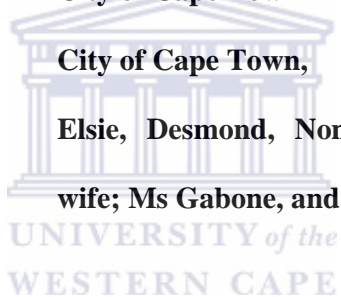 City of Cape Town,
Elsie, Desmond,
wife; Ms Gabone, and
UNIVERSITY of the
WESTERN CAPE